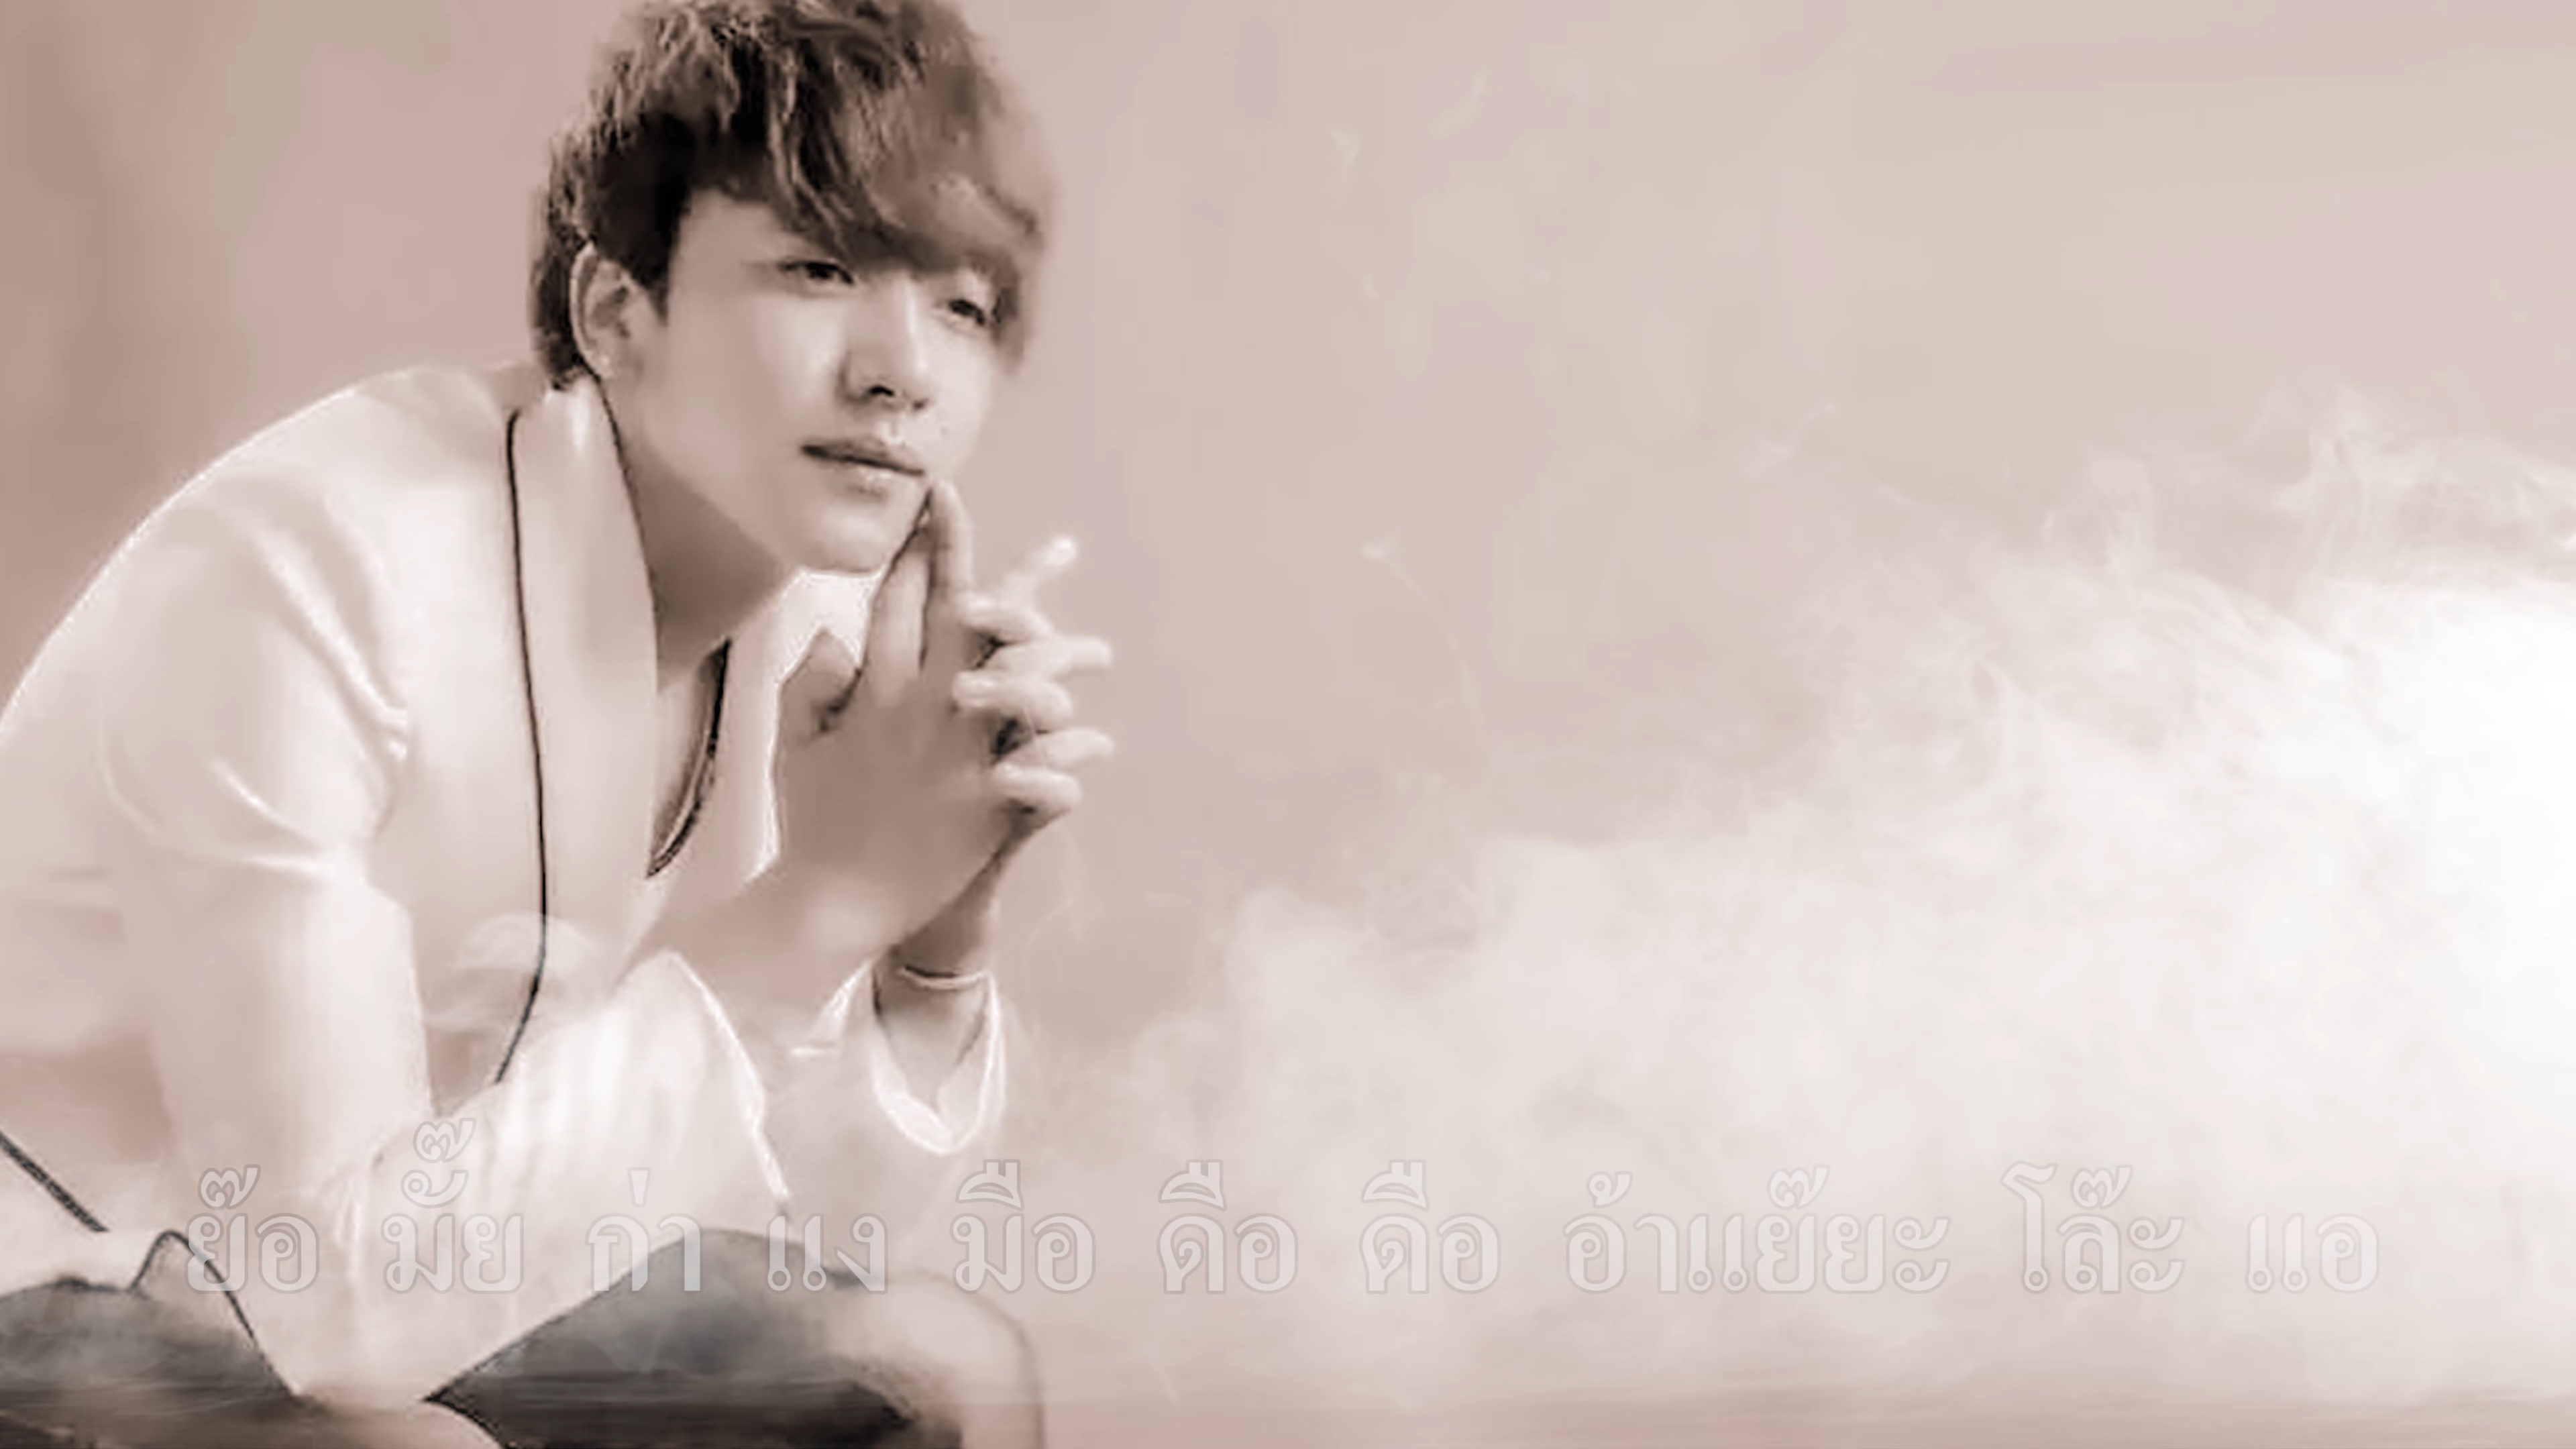 ย๊อ มั๊ย ก่า แง มือ ดือ ดือ อ้าแย๊ยะ โล๊ะ แอ